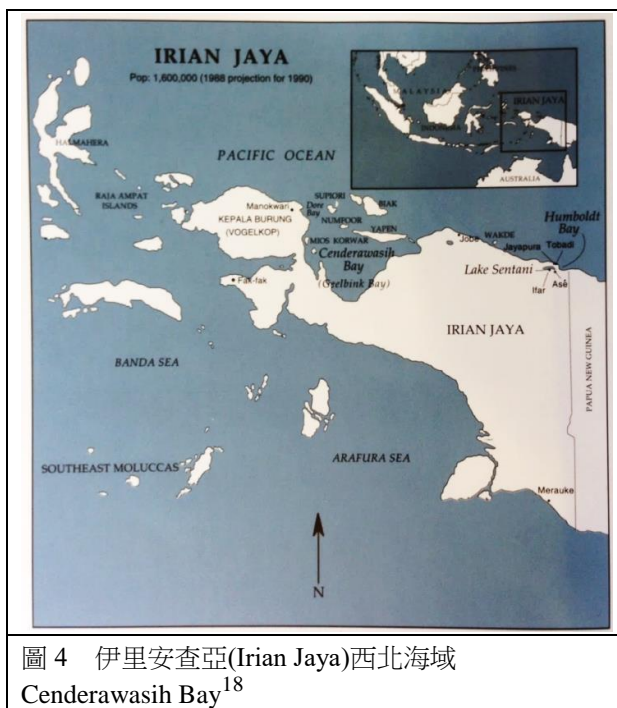 IRIAN JAYA
Pop: 1,600,000 (1988 projection for 1990)
MALAYSIA
IRIAN JAYA
INDONESIA
AUSTRALIA
PACIFIC OCEAN
HALMAHERA
RAJA AMPAT
ISLANDS
Manokwari
KEPALA BURUNG
(VOGELKOP)
Dore
Bay
SUPIORI
BIAK
NUMFOOR
YAPEN
MIOS KORWAR
Cenderawasih
Bay
(Geelbink Bay)
Jobe
WAKDE
Humboldt
Bay
Jayapura
Tobadi
Lake Sentani
Ifar
Asê
Fak-fak
IRIAN JAYA
PAPUA NEW GUINEA
BANDA SEA
SOUTHEAST MOLUCCAS
ARAFURA SEA
Merauke
N
圖 4 伊里安查亞(Irian Jaya)西北海域
Cenderawasih Bay18